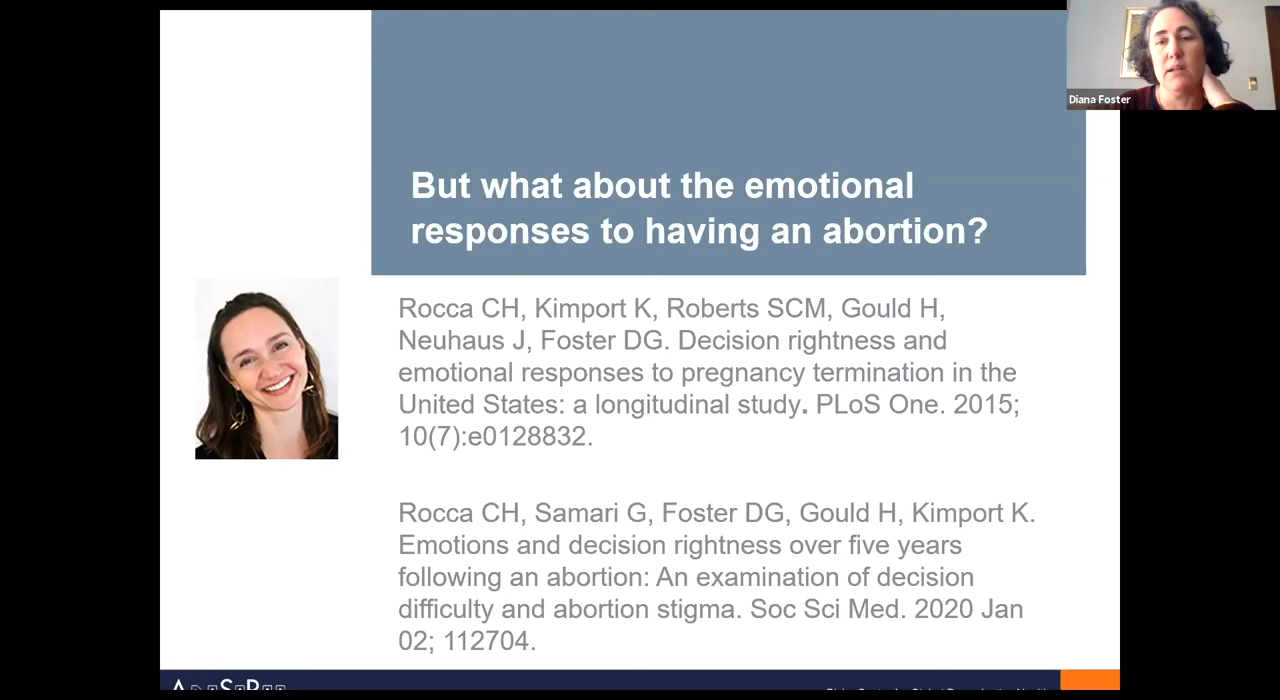 Diana Foster
But what about the emotional
responses to having an abortion?
Rocca CH, Kimport K, Roberts SCM, Gould H,
Neuhaus J, Foster DG. Decision rightness and
emotional responses to pregnancy termination in the
United States: a longitudinal study. PLoS One. 2015;
10(7):e0128832.
Rocca CH, Samari G, Foster DG, Gould H, Kimport K.
Emotions and decision rightness over five years
following an abortion: An examination of decision
difficulty and abortion stigma. Soc Sci Med. 2020 Jan
02; 112704.